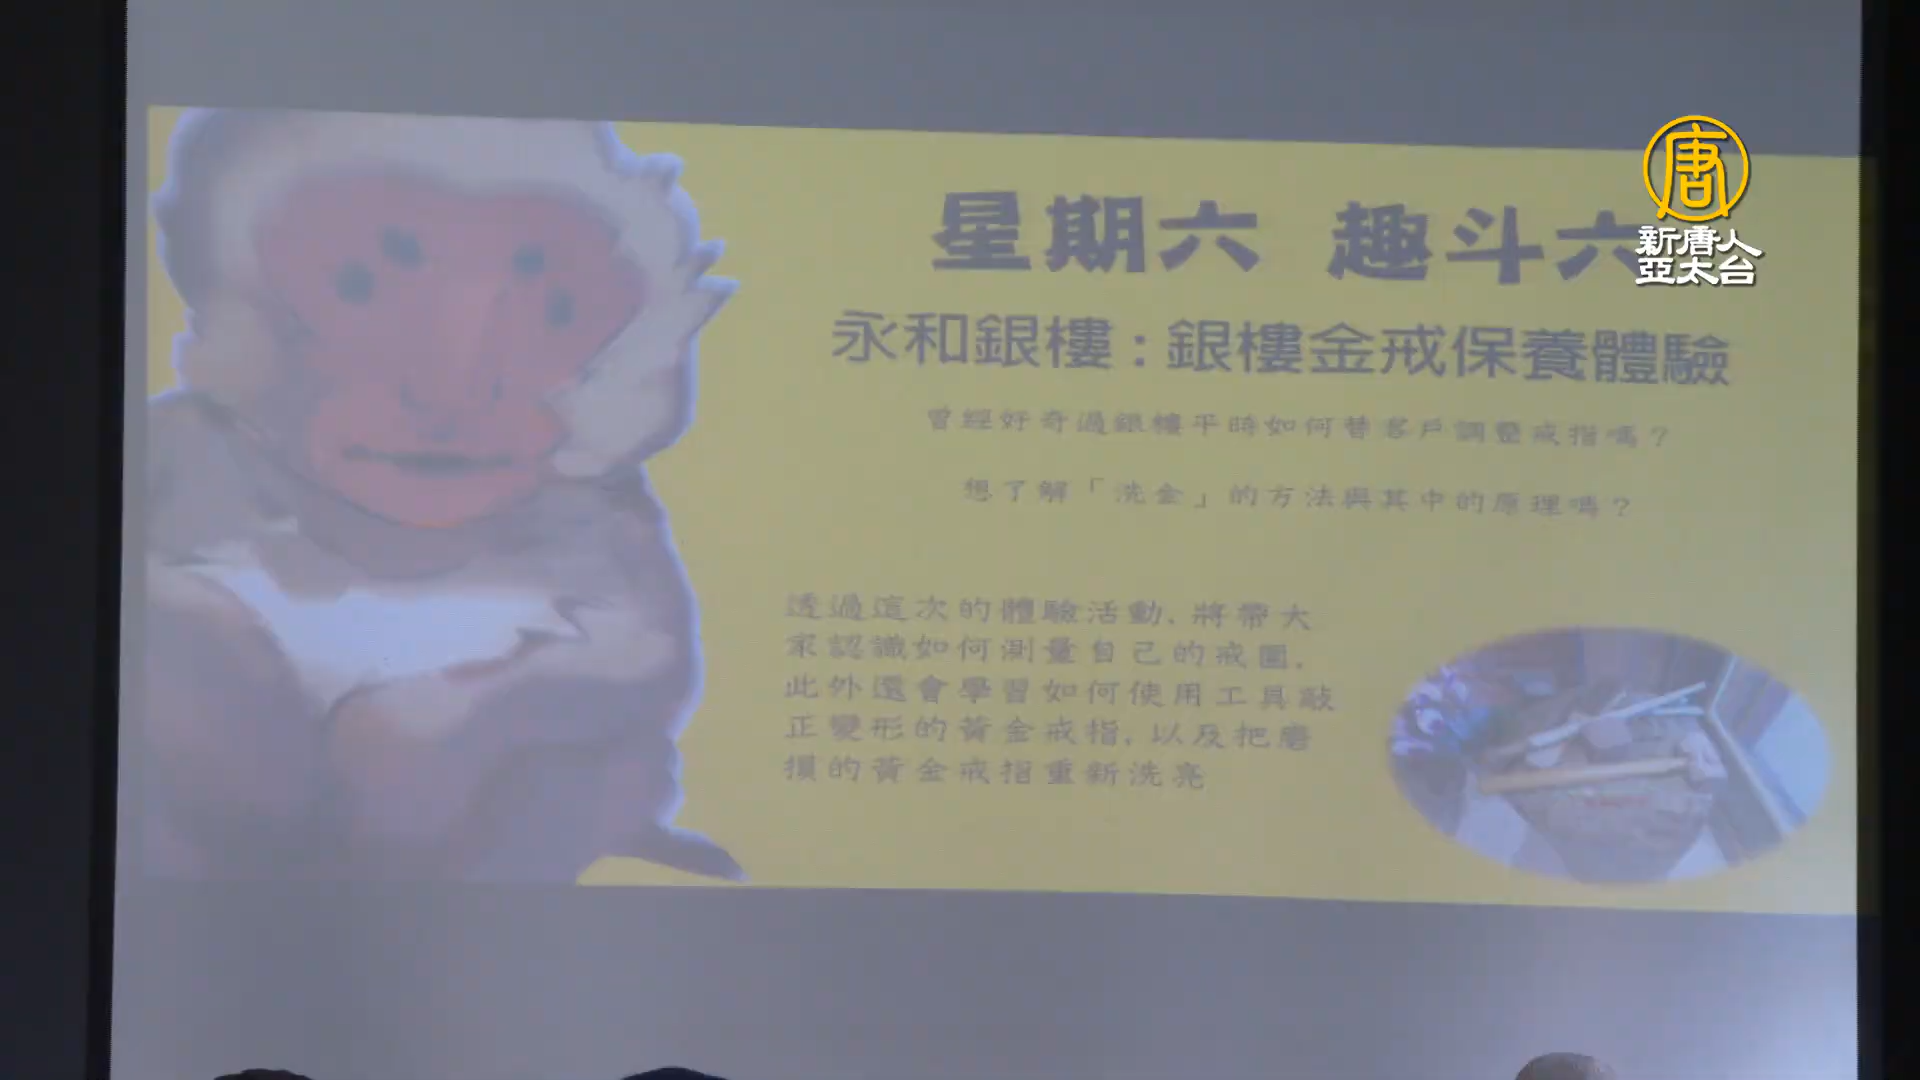 星期六 趣斗六
永和銀樓:銀樓金戒保養體驗
曾經好奇過銀樓平時如何替客戶調整戒指嗎?
想了解「洗金」的方法與其中的原理嗎?
透過這次的體驗活動,將帶大
家認識如何測量自己的戒圍,
此外還會學習如何使用工具敲
正變形的黃金戒指,以及把磨
損的黃金戒指重新洗亮
唐
新唐人
亞太台